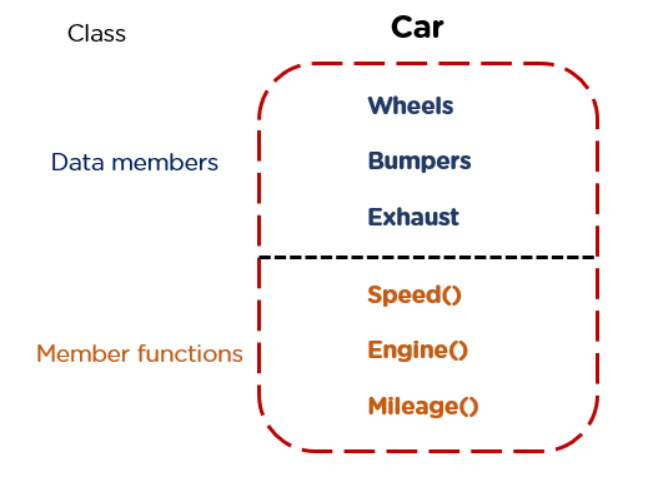 Class
Car
Wheels
Data members
Bumpers
Exhaust
Speed()
Member functions
Engine()
Mileage()